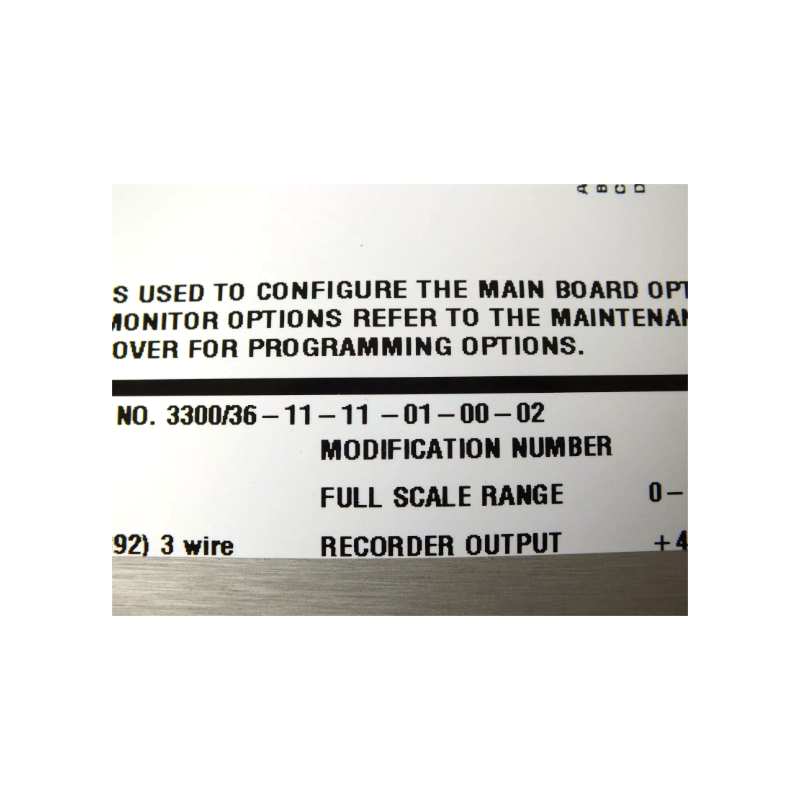 A B C D
S USED TO CONFIGURE THE MAIN BOARD OPT
MONITOR OPTIONS REFER TO THE MAINTENAN
OVER FOR PROGRAMMING OPTIONS.
NO. 3300/36-11-11-01-00-02
MODIFICATION NUMBER
FULL SCALE RANGE 0-
92) 3 wire RECORDER OUTPUT +4